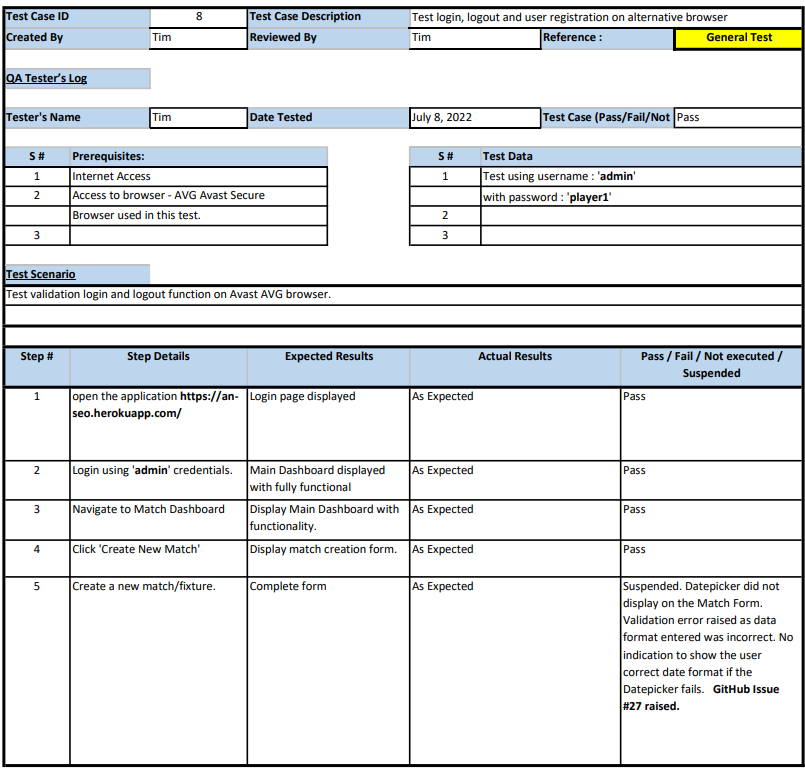 Test Case ID 8 Test Case Description Test login, logout and user registration on alternative browser
Created By Tim Reviewed By Tim Reference : General Test
QA Tester's Log
Tester's Name Tim Date Tested July 8, 2022 Test Case (Pass/Fail/Not Pass
S # Prerequisites: S # Test Data
1 Internet Access 1 Test using username : 'admin'
2 Access to browser - AVG Avast Secure with password : 'player1'
Browser used in this test. 2
3 3
Test Scenario
Test validation login and logout function on Avast AVG browser.
Step # Step Details Expected Results Actual Results Pass / Fail / Not executed /
Suspended
1 open the application https://an- Login page displayed As Expected Pass
seo.herokuapp.com/
2 Login using 'admin' credentials. Main Dashboard displayed As Expected Pass
with fully functional
3 Navigate to Match Dashboard Display Main Dashboard with As Expected Pass
functionality.
4 Click 'Create New Match' Display match creation form. As Expected Pass
5 Create a new match/fixture. Complete form As Expected Suspended. Datepicker did not
display on the Match Form.
Validation error raised as data
format entered was incorrect. No
indication to show the user
correct date format if the
Datepicker fails. GitHub Issue
#27 raised.